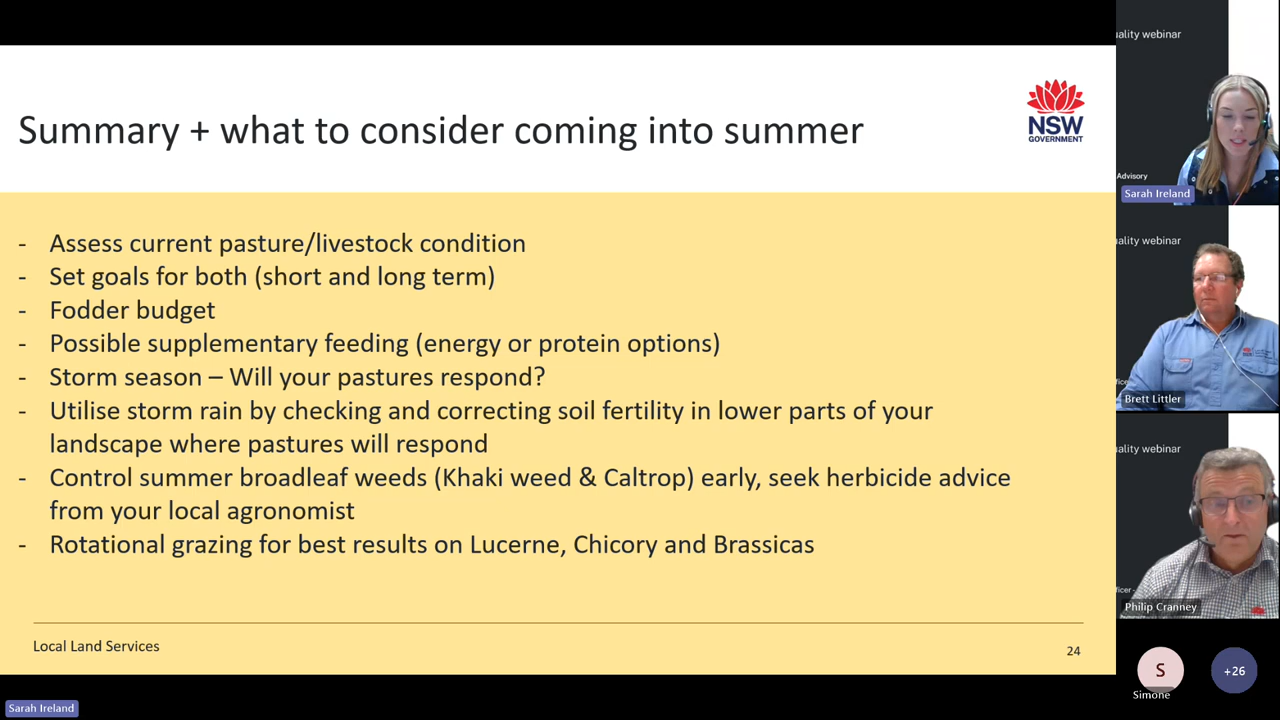 Summary + what to consider coming into summer
NSW
GOVERNMENT
- Assess current pasture/livestock condition
- Set goals for both (short and long term)
- Fodder budget
- Possible supplementary feeding (energy or protein options)
- Storm season – Will your pastures respond?
- Utilise storm rain by checking and correcting soil fertility in lower parts of your
landscape where pastures will respond
- Control summer broadleaf weeds (Khaki weed & Caltrop) early, seek herbicide advice
from your local agronomist
- Rotational grazing for best results on Lucerne, Chicory and Brassicas
Local Land Services
24
Sarah Ireland
uality webinar
Advisory
Sarah Ireland
uality webinar
Brett Littler
uality webinar
ficer -
Philip Cranney
S
Simone
+26